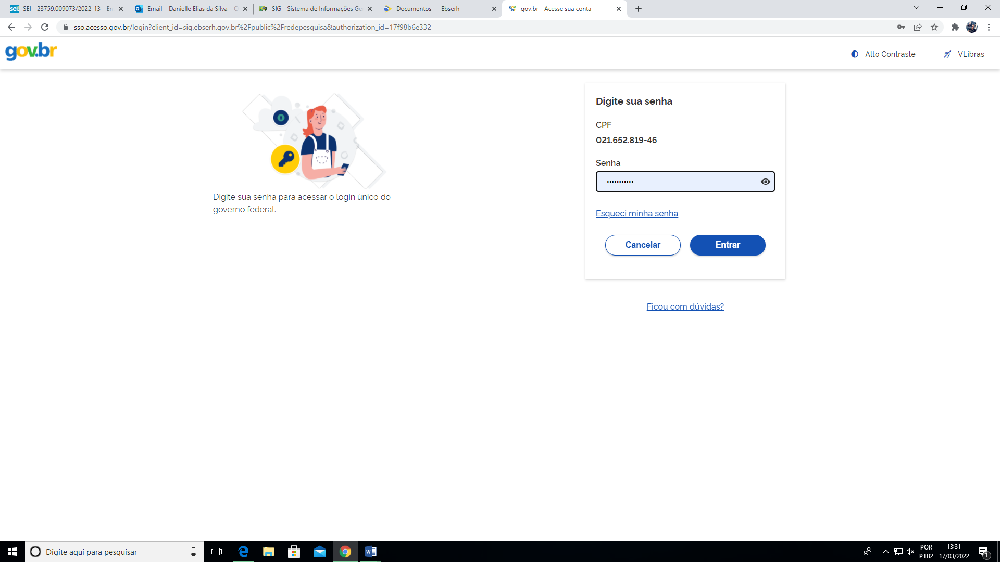 SEI - 23759.009073/2022-13 - En
Email – Danielle Elias da Silva – O
SIG - Sistema de Informações Ge
Documentos — Ebserh
gov.br - Acesse sua conta
sso.acesso.gov.br/login?client_id=sig.ebserh.gov.br%2Fpublic%2Fredepesquisa&authorization_id=17f98b6e332
gov.br
Alto Contraste
VLibras
Digite sua senha para acessar o login único do
governo federal.
Digite sua senha
CPF
021.652.819-46
Senha
•••••••••••
Esqueci minha senha
Cancelar
Entrar
Ficou com dúvidas?
Digite aqui para pesquisar
POR
PTB2
13:31
17/03/2022
1